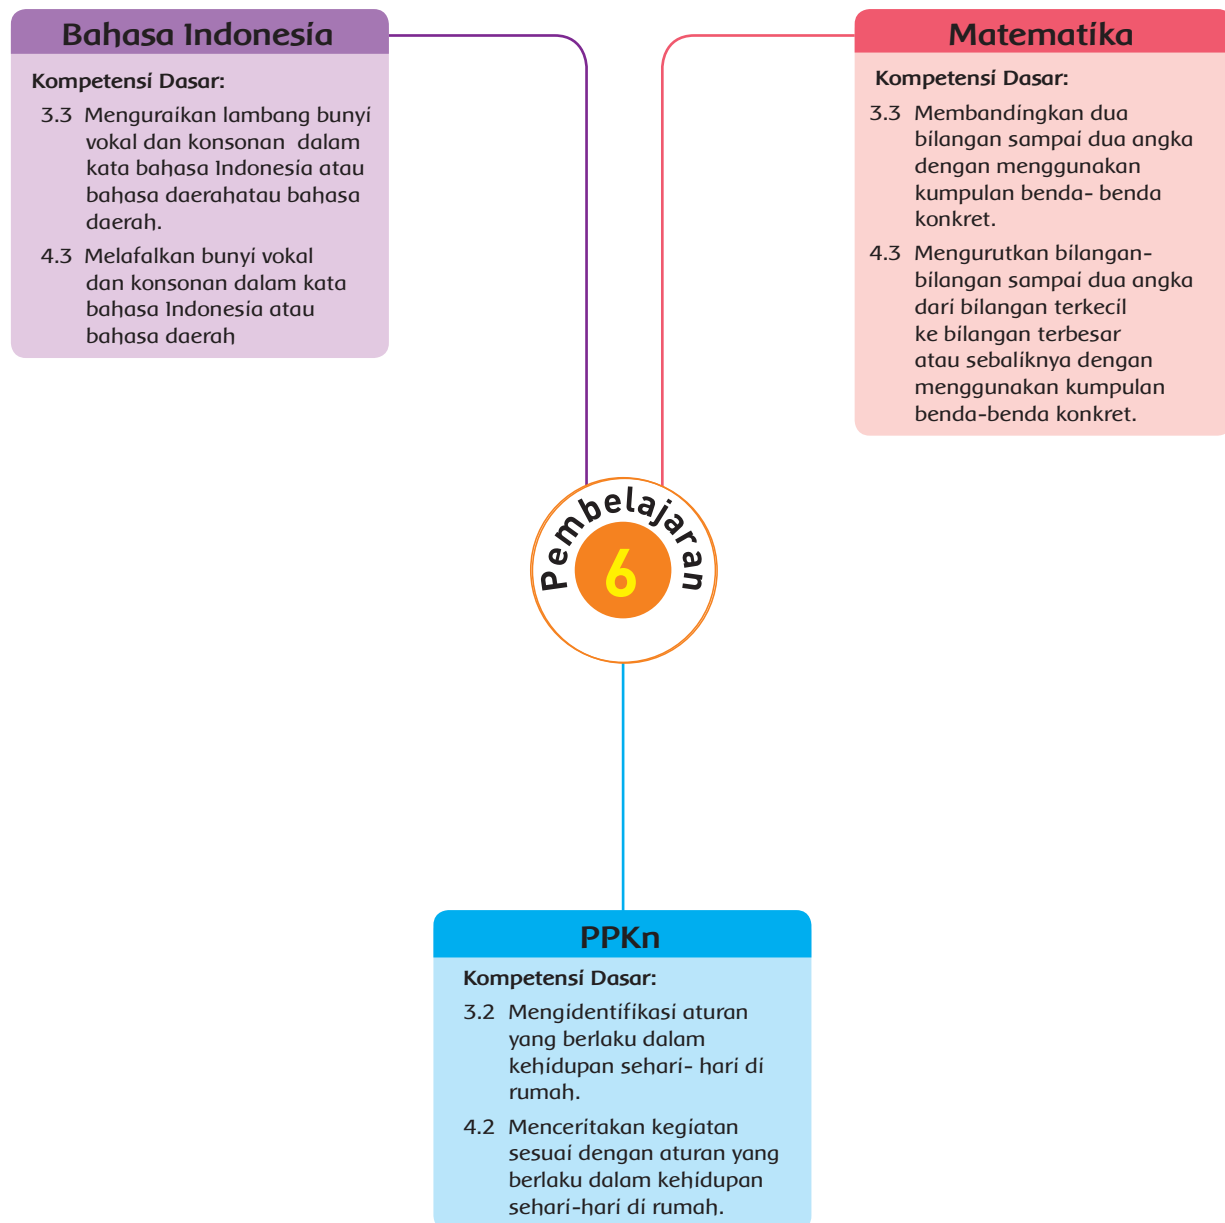 Bahasa Indonesia
Kompetensi Dasar:
3.3 Menguraikan lambang bunyi
vokal dan konsonan dalam
kata bahasa Indonesia atau
bahasa daerahatau bahasa
daerah.
4.3 Melafalkan bunyi vokal
dan konsonan dalam kata
bahasa Indonesia atau
bahasa daerah
Matematika
Kompetensi Dasar:
3.3 Membandingkan dua
bilangan sampai dua angka
dengan menggunakan
kumpulan benda- benda
konkret.
4.3 Mengurutkan bilangan-
bilangan sampai dua angka
dari bilangan terkecil
ke bilangan terbesar
atau sebaliknya dengan
menggunakan kumpulan
benda-benda konkret.
Pembelajaran
6
PPKn
Kompetensi Dasar:
3.2 Mengidentifikasi aturan
yang berlaku dalam
kehidupan sehari- hari di
rumah.
4.2 Menceritakan kegiatan
sesuai dengan aturan yang
berlaku dalam kehidupan
sehari-hari di rumah.